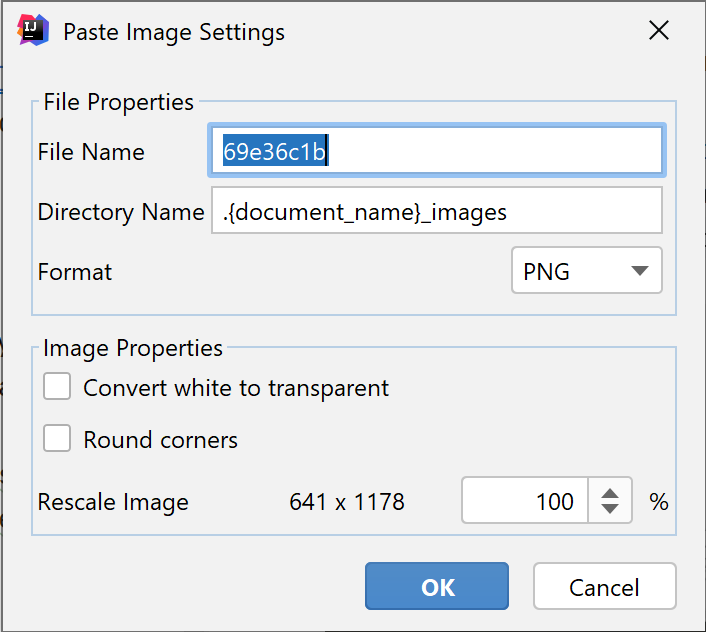 IJ
Paste Image Settings
File Properties
File Name 69e36c1b
Directory Name .{document_name}_images
Format PNG
Image Properties
Convert white to transparent
Round corners
Rescale Image 641 x 1178 100 %
OK Cancel